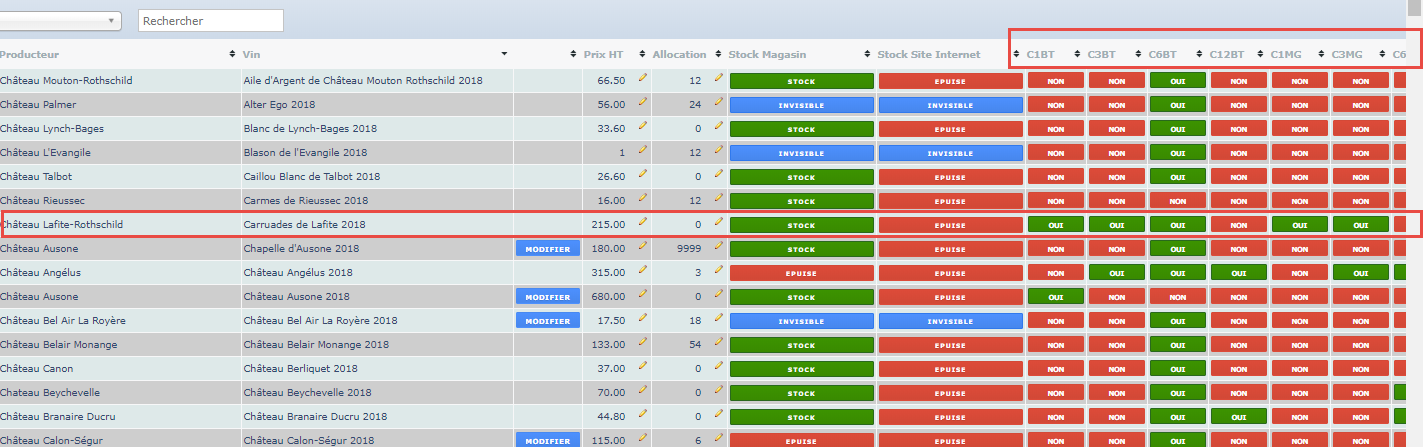 Rechercher
Producteur Vin Prix HT Allocation Stock Magasin Stock Site Internet C1BT C3BT C6BT C12BT C1MG C3MG C6
Château Mouton-Rothschild Aile d'Argent de Château Mouton Rothschild 2018 66.50 12 STOCK EPUISE NON NON OUI NON NON NON
Château Palmer Alter Ego 2018 56.00 24 INVISIBLE INVISIBLE NON NON OUI NON NON NON
Château Lynch-Bages Blanc de Lynch-Bages 2018 33.60 0 STOCK EPUISE NON NON OUI NON NON NON
Château L'Evangile Blason de l'Evangile 2018 1 12 INVISIBLE INVISIBLE NON NON OUI NON NON NON
Château Talbot Caillou Blanc de Talbot 2018 26.60 0 STOCK EPUISE NON NON OUI NON NON NON
Château Rieussec Carmes de Rieussec 2018 16.00 12 STOCK EPUISE NON NON NON NON NON NON
Château Lafite-Rothschild Carruades de Lafite 2018 215.00 0 STOCK EPUISE OUI OUI OUI NON OUI OUI
Château Ausone Chapelle d'Ausone 2018 MODIFIER 180.00 9999 STOCK EPUISE NON NON OUI NON NON NON
Château Angélus Château Angélus 2018 315.00 3 EPUISE EPUISE NON OUI OUI OUI NON OUI
Château Ausone Château Ausone 2018 MODIFIER 680.00 0 STOCK EPUISE OUI NON NON NON NON NON
Château Bel Air La Royère Château Bel Air La Royère 2018 MODIFIER 17.50 18 INVISIBLE INVISIBLE NON NON OUI NON NON NON
Château Belair Monange Château Belair Monange 2018 133.00 54 STOCK EPUISE NON NON OUI NON NON NON
Château Canon Château Berliquet 2018 37.00 0 STOCK EPUISE NON NON OUI NON NON NON
Château Beychevelle Château Beychevelle 2018 70.00 0 STOCK EPUISE NON NON OUI NON NON NON
Château Branaire Ducru Château Branaire Ducru 2018 44.80 0 STOCK EPUISE NON NON OUI OUI NON NON
Château Calon-Ségur Château Calon-Ségur 2018 MODIFIER 115.00 6 EPUISE EPUISE NON NON OUI NON NON NON